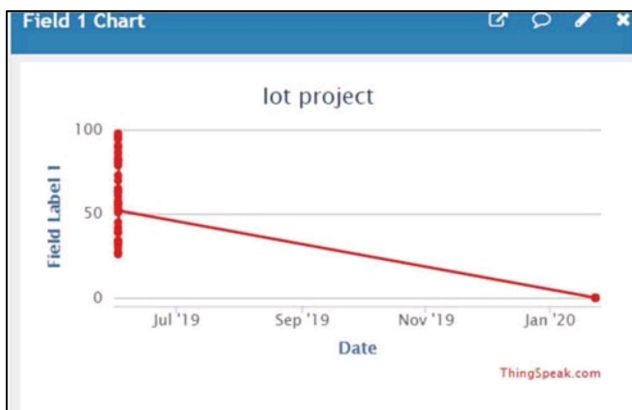 Field 1 Chart
Iot project
100
Field Label 1
50
0
Jul '19 Sep '19 Nov '19 Jan '20
Date
ThingSpeak.com